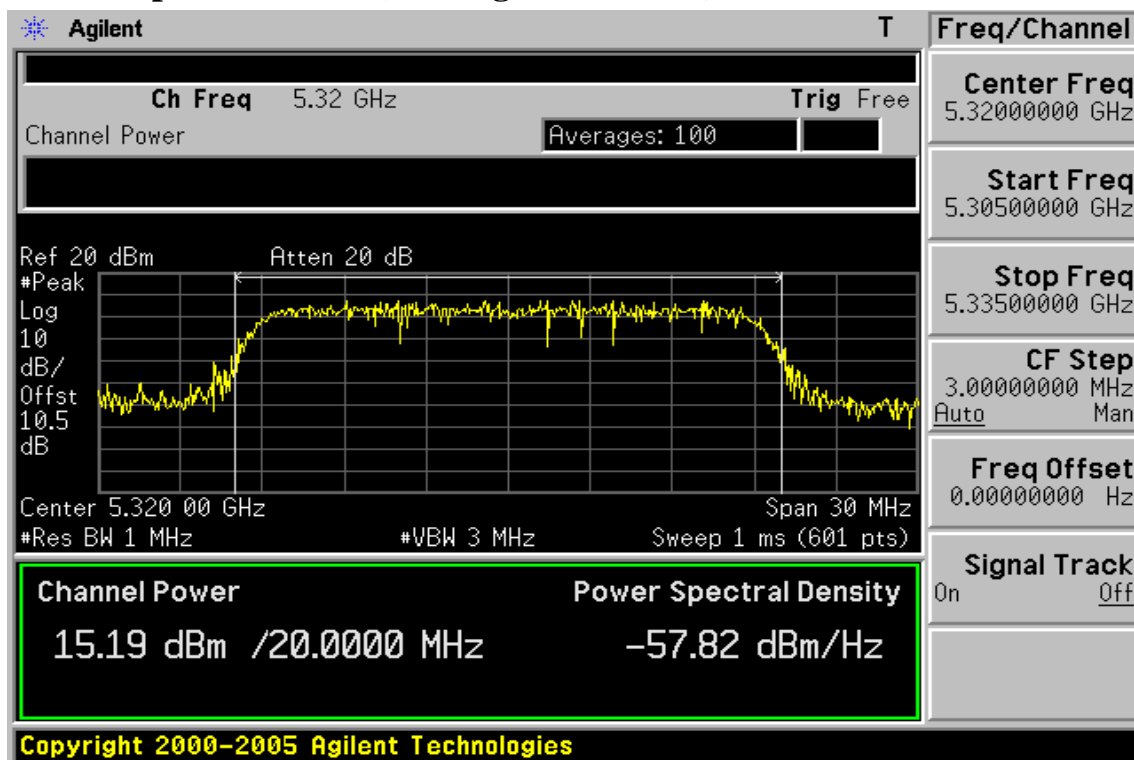 Agilent T Freq/Channel
Ch Freq 5.32 GHz Trig Free
Channel Power Averages: 100
Ref 20 dBm Atten 20 dB
#Peak
Log
10
dB/
Offst
10.5
dB
Center 5.320 00 GHz Span 30 MHz
#Res BW 1 MHz #VBW 3 MHz Sweep 1 ms (601 pts)
Channel Power Power Spectral Density
15.19 dBm /20.0000 MHz -57.82 dBm/Hz
Center Freq
5.32000000 GHz
Start Freq
5.30500000 GHz
Stop Freq
5.33500000 GHz
CF Step
3.00000000 MHz
Auto Man
Freq Offset
0.00000000 Hz
Signal Track
On Off
Copyright 2000-2005 Agilent Technologies